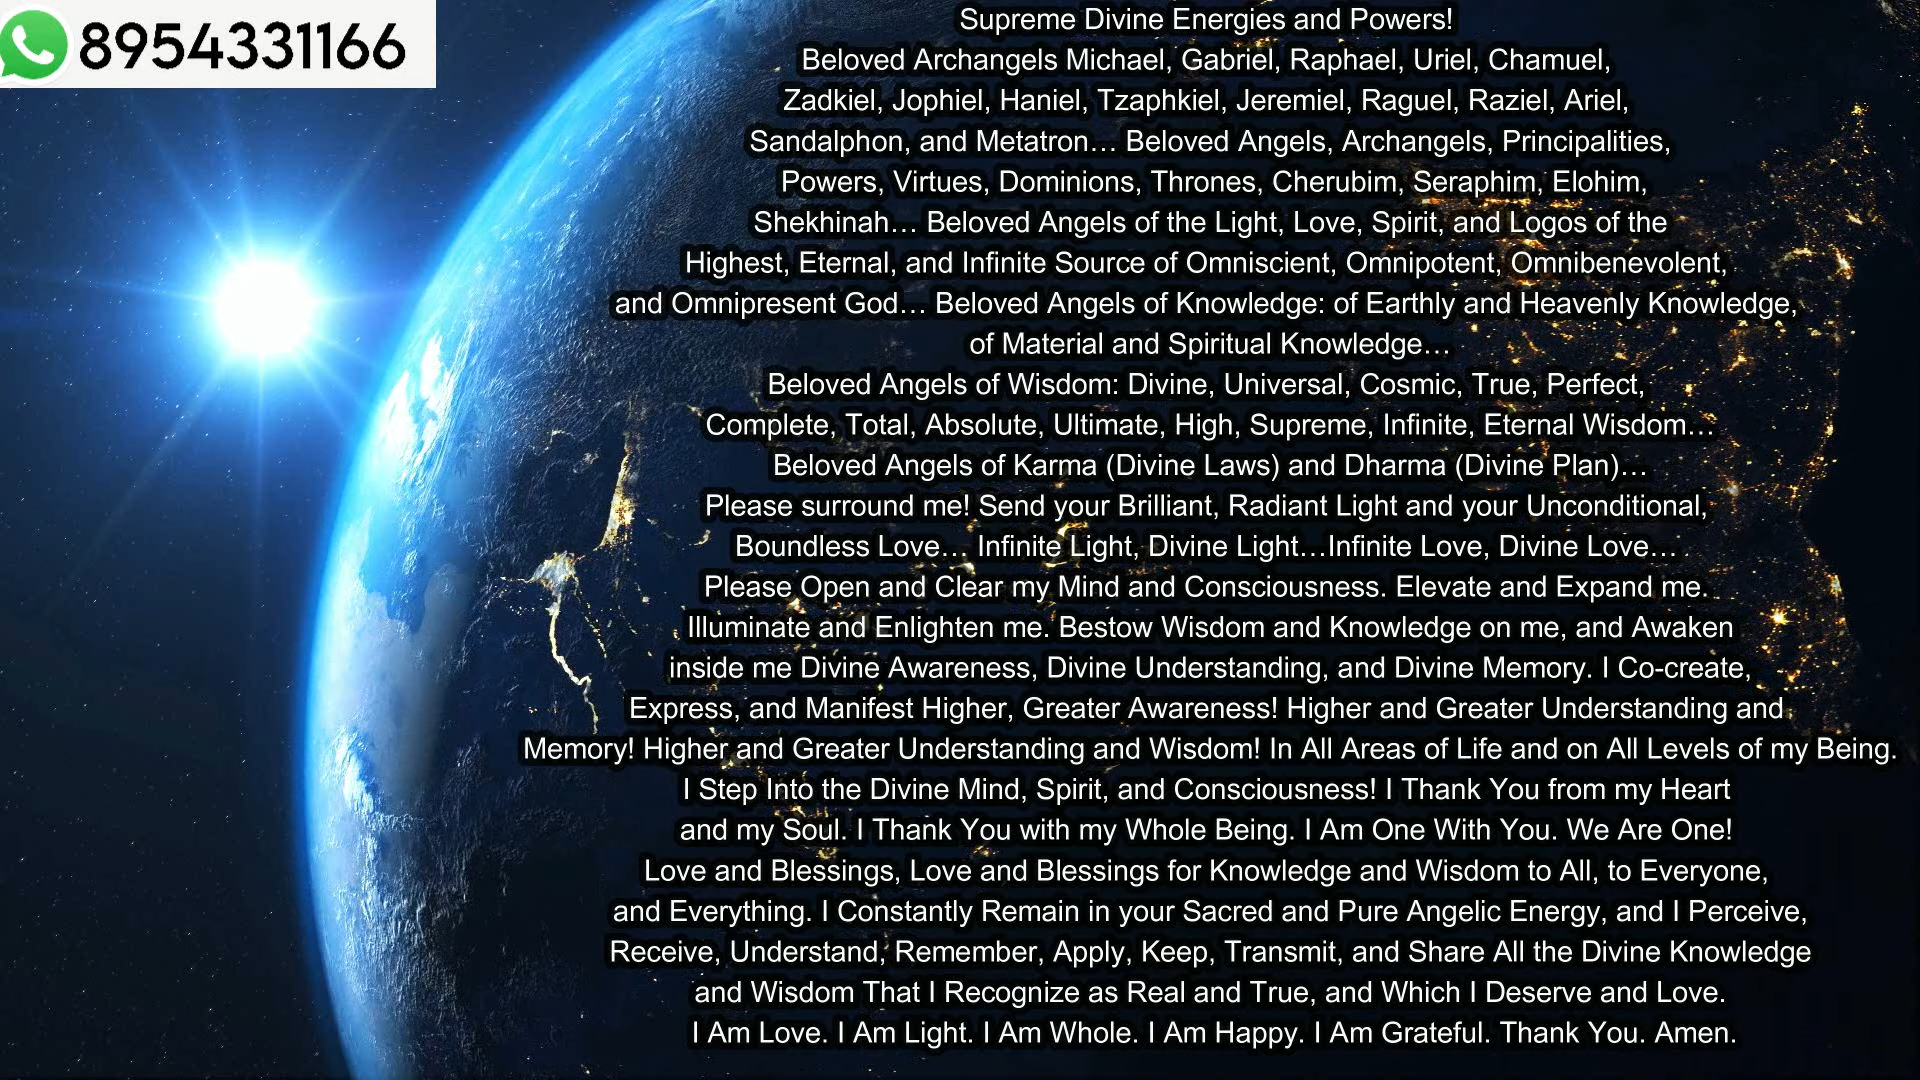 8954331166
Supreme Divine Energies and Powers!
Beloved Archangels Michael, Gabriel, Raphael, Uriel, Chamuel,
Zadkiel, Jophiel, Haniel, Tzaphkiel, Jeremiel, Raguel, Raziel, Ariel,
Sandalphon, and Metatron… Beloved Angels, Archangels, Principalities,
Powers, Virtues, Dominions, Thrones, Cherubim, Seraphim, Elohim,
Shekhinah… Beloved Angels of the Light, Love, Spirit, and Logos of the
Highest, Eternal, and Infinite Source of Omniscient, Omnipotent, Omnibenevolent,
and Omnipresent God… Beloved Angels of Knowledge: of Earthly and Heavenly Knowledge,
of Material and Spiritual Knowledge…
Beloved Angels of Wisdom: Divine, Universal, Cosmic, True, Perfect,
Complete, Total, Absolute, Ultimate, High, Supreme, Infinite, Eternal Wisdom…
Beloved Angels of Karma (Divine Laws) and Dharma (Divine Plan)…
Please surround me! Send your Brilliant, Radiant Light and your Unconditional,
Boundless Love… Infinite Light, Divine Light…Infinite Love, Divine Love…
Please Open and Clear my Mind and Consciousness. Elevate and Expand me.
Illuminate and Enlighten me. Bestow Wisdom and Knowledge on me, and Awaken
inside me Divine Awareness, Divine Understanding, and Divine Memory. I Co-create,
Express, and Manifest Higher, Greater Awareness! Higher and Greater Understanding and
Memory! Higher and Greater Understanding and Wisdom! In All Areas of Life and on All Levels of my Being.
I Step Into the Divine Mind, Spirit, and Consciousness! I Thank You from my Heart
and my Soul. I Thank You with my Whole Being. I Am One With You. We Are One!
Love and Blessings, Love and Blessings for Knowledge and Wisdom to All, to Everyone,
and Everything. I Constantly Remain in your Sacred and Pure Angelic Energy, and I Perceive,
Receive, Understand, Remember, Apply, Keep, Transmit, and Share All the Divine Knowledge
and Wisdom That I Recognize as Real and True, and Which I Deserve and Love.
I Am Love. I Am Light. I Am Whole. I Am Happy. I Am Grateful. Thank You. Amen.